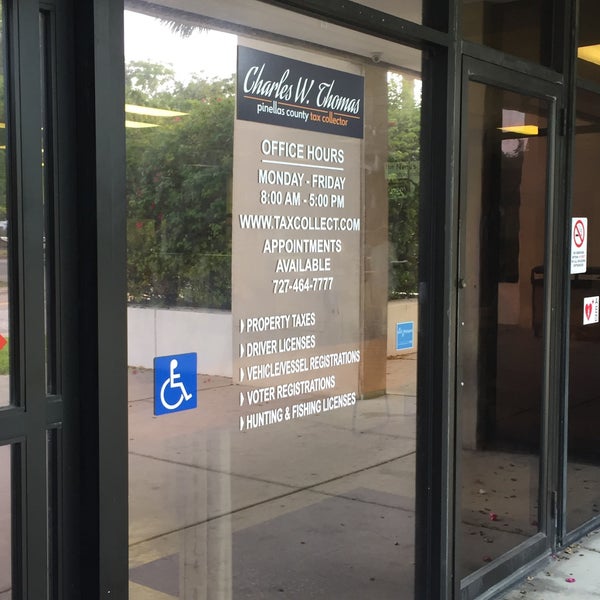 Charles W. Thomas
pinellas county tax collector
OFFICE HOURS
MONDAY - FRIDAY
8:00 AM - 5:00 PM
WWW.TAXCOLLECT.COM
APPOINTMENTS
AVAILABLE
727-464-7777
PROPERTY TAXES
DRIVER LICENSES
VEHICLE/VESSEL REGISTRATIONS
VOTER REGISTRATIONS
HUNTING & FISHING LICENSES